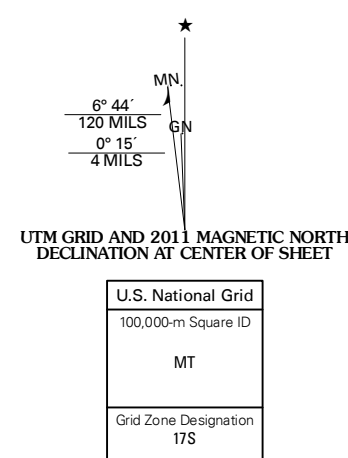 ★
MN.
6° 44´
120 MILS
GN
0° 15´
4 MILS
UTM GRID AND 2011 MAGNETIC NORTH
DECLINATION AT CENTER OF SHEET
U.S. National Grid
100,000-m Square ID
MT
Grid Zone Designation
17S